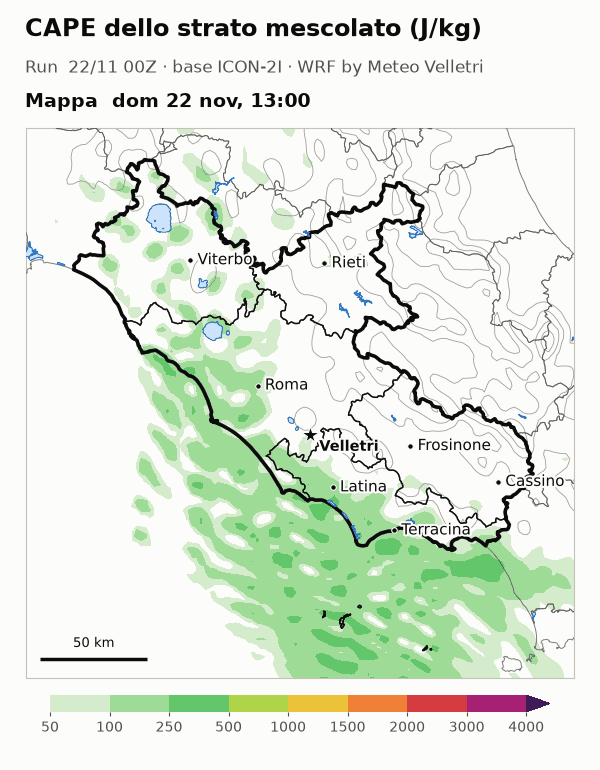 CAPE dello strato mescolato (J/kg)
Run  22/11 00Z · base ICON-2I · WRF by Meteo Velletri
Mappa  dom 22 nov, 13:00
Viterbo
Rieti
Roma
Velletri
Frosinone
Latina
Cassino
Terracina
50 km
50 100 250 500 1000 1500 2000 3000 4000